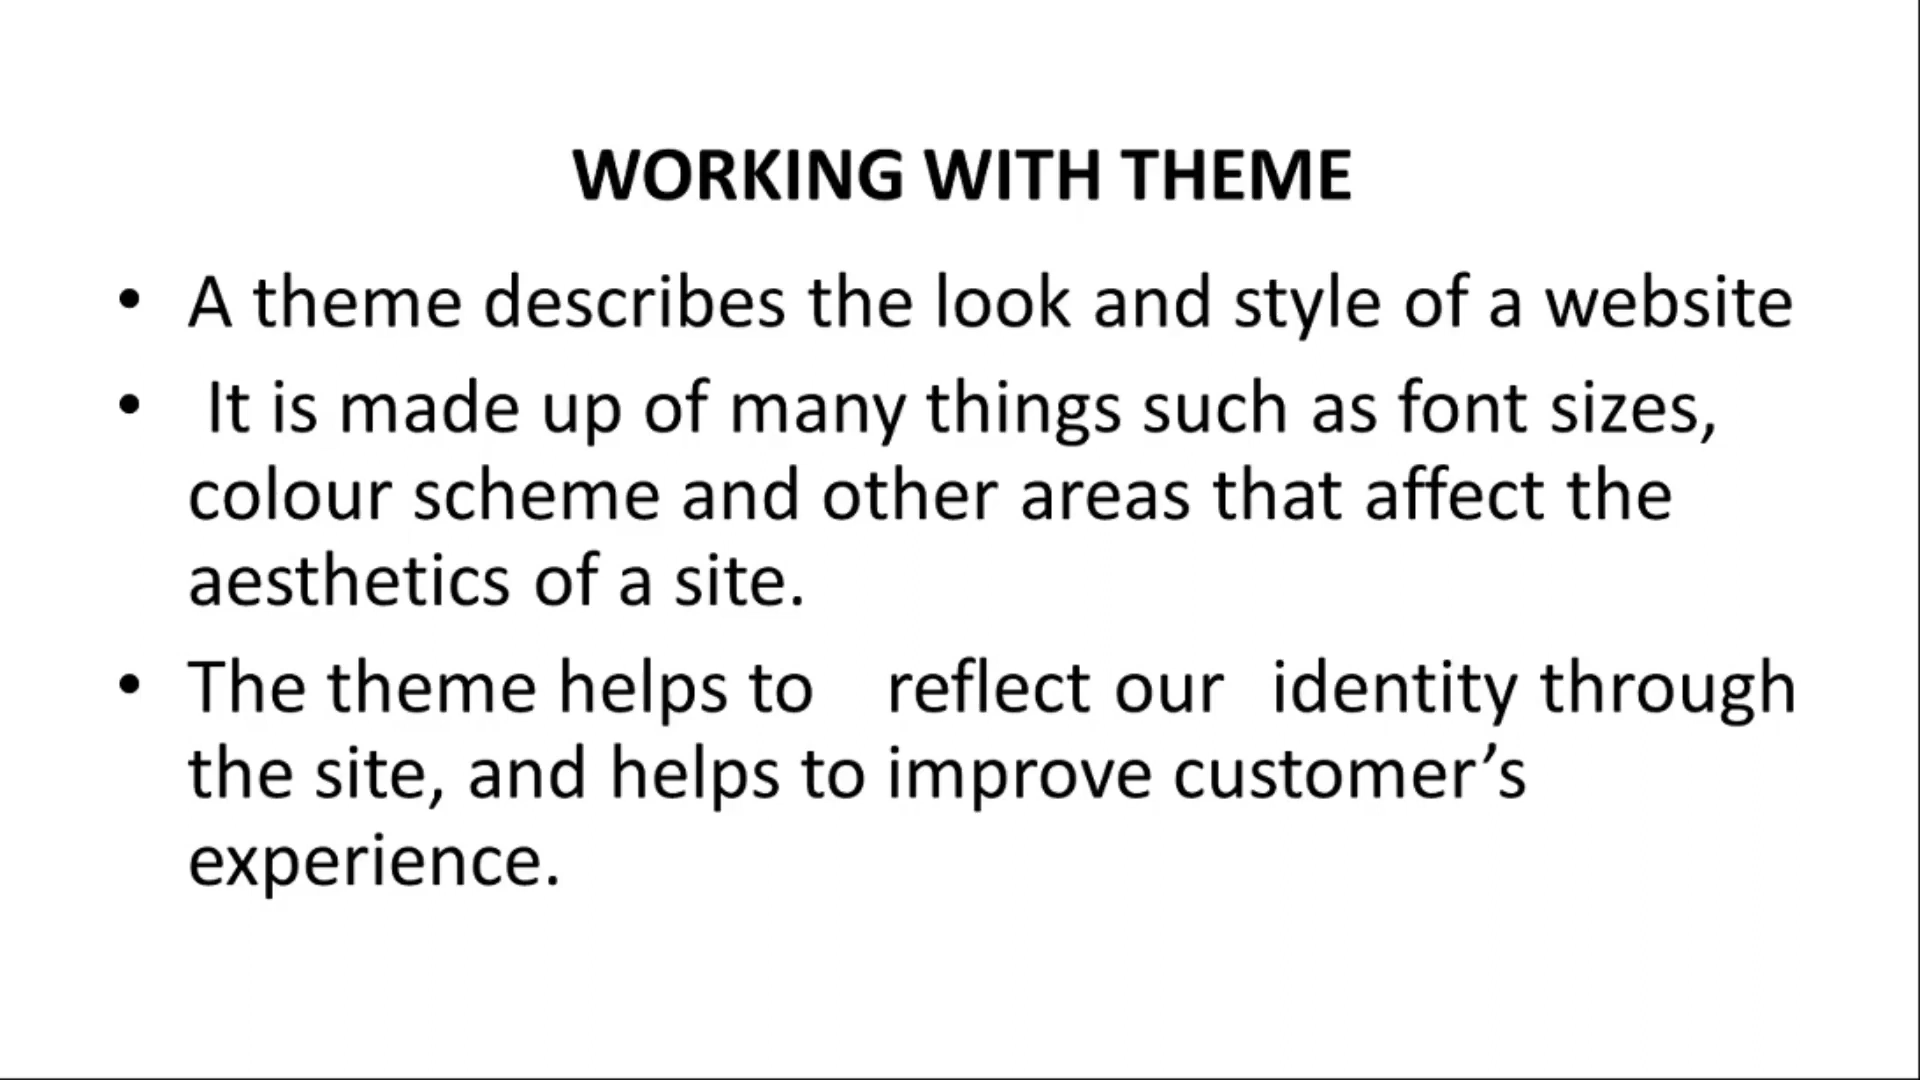 WORKING WITH THEME
• A theme describes the look and style of a website
• It is made up of many things such as font sizes,
colour scheme and other areas that affect the
aesthetics of a site.
• The theme helps to reflect our identity through
the site, and helps to improve customer’s
experience.